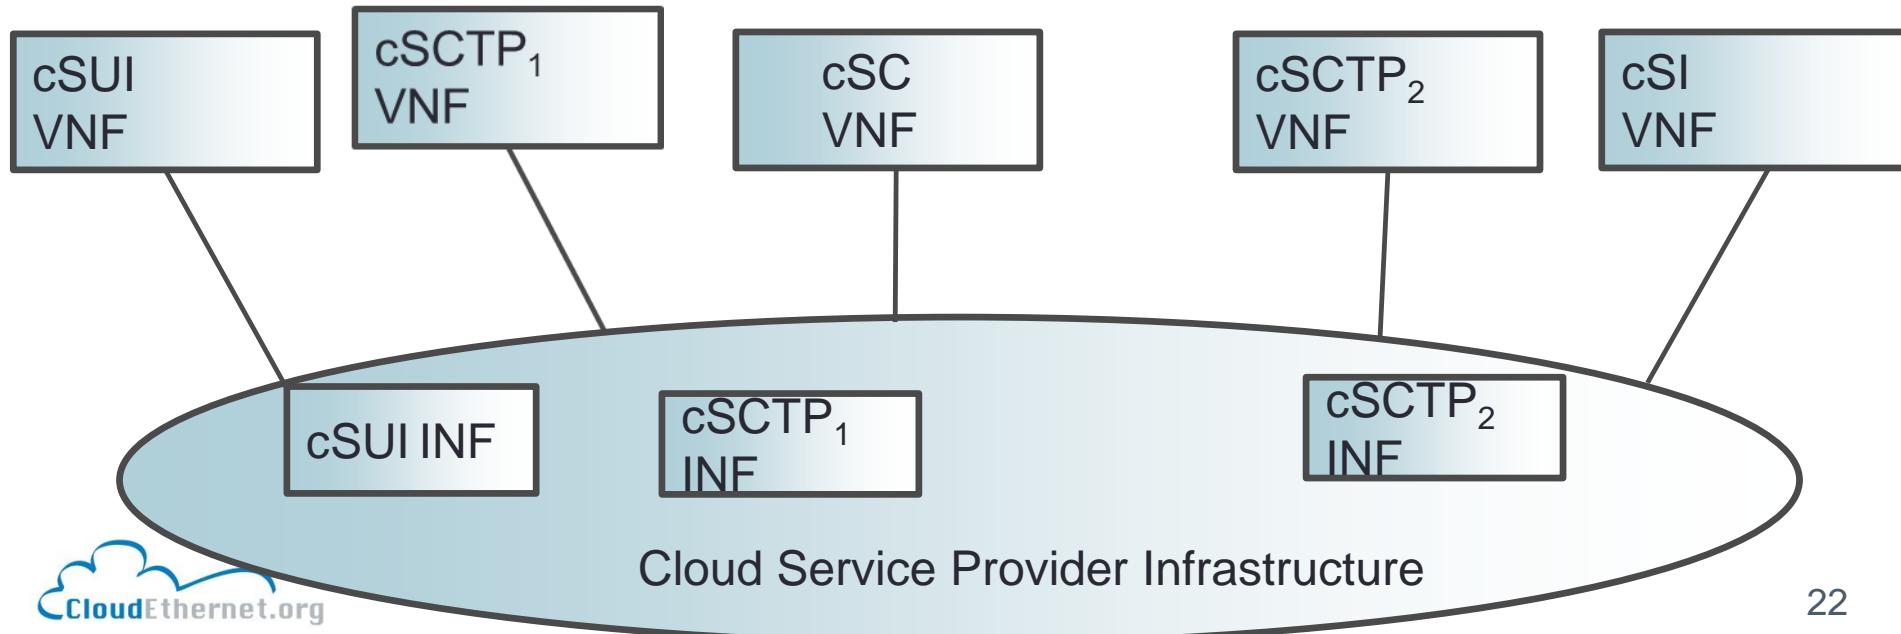 cSUI
VNF
cSCTP₁
VNF
cSC
VNF
cSCTP₂
VNF
cSI
VNF
cSUI INF
cSCTP₁
INF
cSCTP₂
INF
Cloud Service Provider Infrastructure
CloudEthernet.org
22